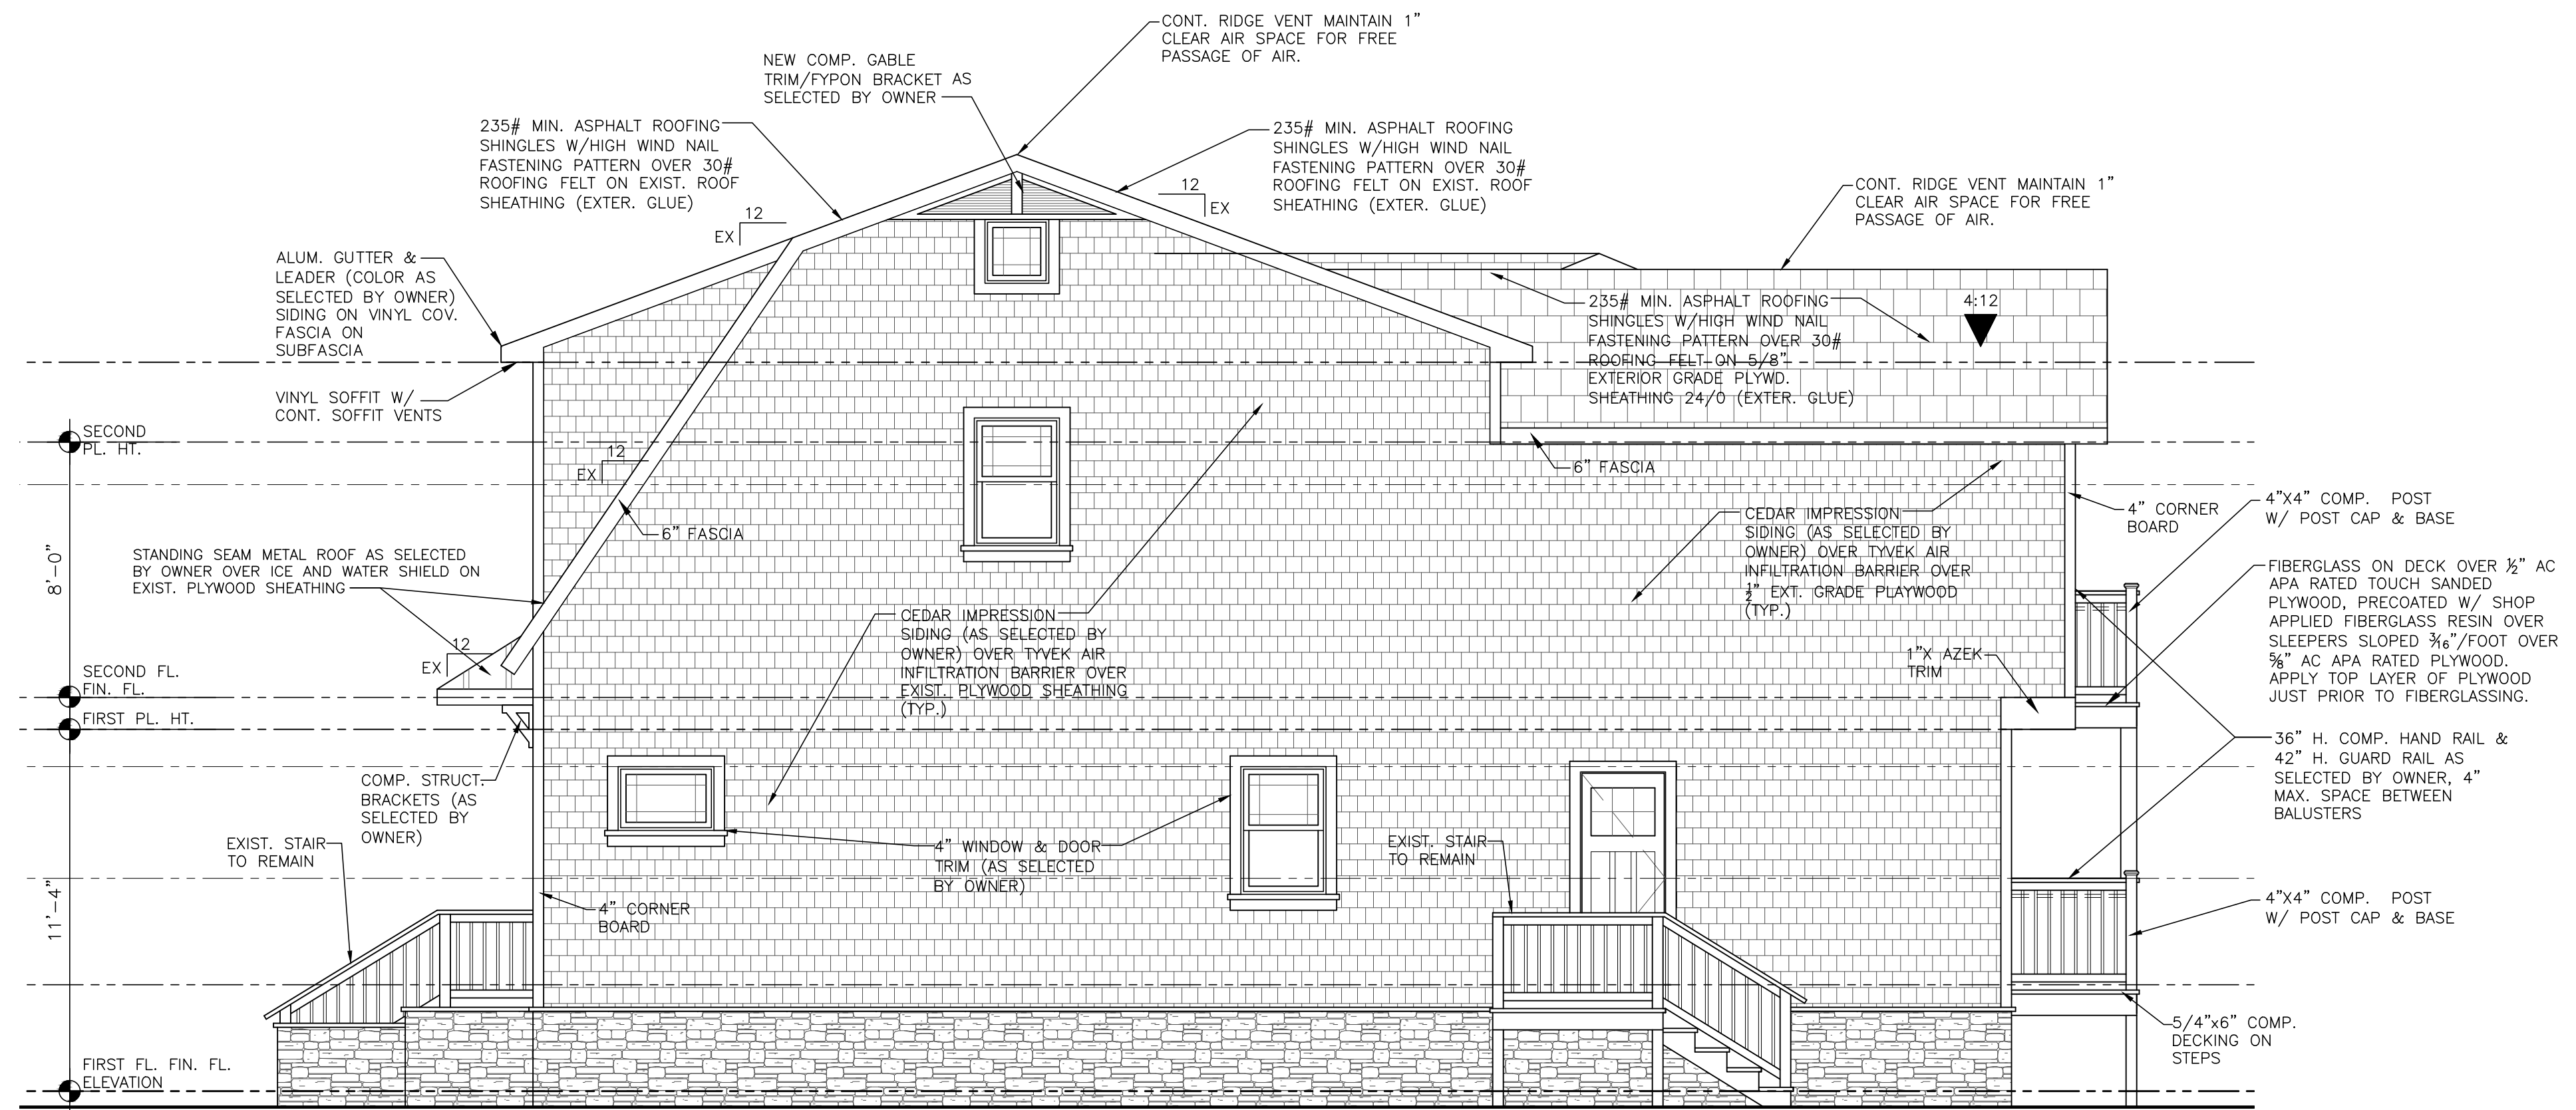 CONT. RIDGE VENT MAINTAIN 1"
CLEAR AIR SPACE FOR FREE
PASSAGE OF AIR.
NEW COMP. GABLE
TRIM/FYPON BRACKET AS
SELECTED BY OWNER
235# MIN. ASPHALT ROOFING
SHINGLES W/HIGH WIND NAIL
FASTENING PATTERN OVER 30#
ROOFING FELT ON EXIST. ROOF
SHEATHING (EXTER. GLUE)
235# MIN. ASPHALT ROOFING
SHINGLES W/HIGH WIND NAIL
FASTENING PATTERN OVER 30#
ROOFING FELT ON EXIST. ROOF
SHEATHING (EXTER. GLUE)
12
EX
12
EX
CONT. RIDGE VENT MAINTAIN 1"
CLEAR AIR SPACE FOR FREE
PASSAGE OF AIR.
ALUM. GUTTER &
LEADER (COLOR AS
SELECTED BY OWNER)
SIDING ON VINYL COV.
FASCIA ON
SUBFASCIA
235# MIN. ASPHALT ROOFING
SHINGLES W/HIGH WIND NAIL
FASTENING PATTERN OVER 30#
ROOFING FELT ON 5/8"
EXTERIOR GRADE PLYWD.
SHEATHING 24/0 (EXTER. GLUE)
4:12
VINYL SOFFIT W/
CONT. SOFFIT VENTS
SECOND
PL. HT.
12
EX
6" FASCIA
6" FASCIA
8'-0"
STANDING SEAM METAL ROOF AS SELECTED
BY OWNER OVER ICE AND WATER SHIELD ON
EXIST. PLYWOOD SHEATHING
CEDAR IMPRESSION
SIDING (AS SELECTED BY
OWNER) OVER TYVEK AIR
INFILTRATION BARRIER OVER
½" EXT. GRADE PLAYWOOD
(TYP.)
4" CORNER
BOARD
4"X4" COMP. POST
W/ POST CAP & BASE
FIBERGLASS ON DECK OVER ½" AC
APA RATED TOUCH SANDED
PLYWOOD, PRECOATED W/ SHOP
APPLIED FIBERGLASS RESIN OVER
SLEEPERS SLOPED 3⁄16"/FOOT OVER
⅝" AC APA RATED PLYWOOD.
APPLY TOP LAYER OF PLYWOOD
JUST PRIOR TO FIBERGLASSING.
CEDAR IMPRESSION
SIDING (AS SELECTED BY
OWNER) OVER TYVEK AIR
INFILTRATION BARRIER OVER
EXIST. PLYWOOD SHEATHING
(TYP.)
12
EX
1"X AZEK
TRIM
SECOND FL.
FIN. FL.
FIRST PL. HT.
36" H. COMP. HAND RAIL &
42" H. GUARD RAIL AS
SELECTED BY OWNER, 4"
MAX. SPACE BETWEEN
BALUSTERS
COMP. STRUCT.
BRACKETS (AS
SELECTED BY
OWNER)
EXIST. STAIR
TO REMAIN
4" WINDOW & DOOR
TRIM (AS SELECTED
BY OWNER)
EXIST. STAIR
TO REMAIN
11'-4"
4" CORNER
BOARD
4"X4" COMP. POST
W/ POST CAP & BASE
5/4"x6" COMP.
DECKING ON
STEPS
FIRST FL. FIN. FL.
ELEVATION